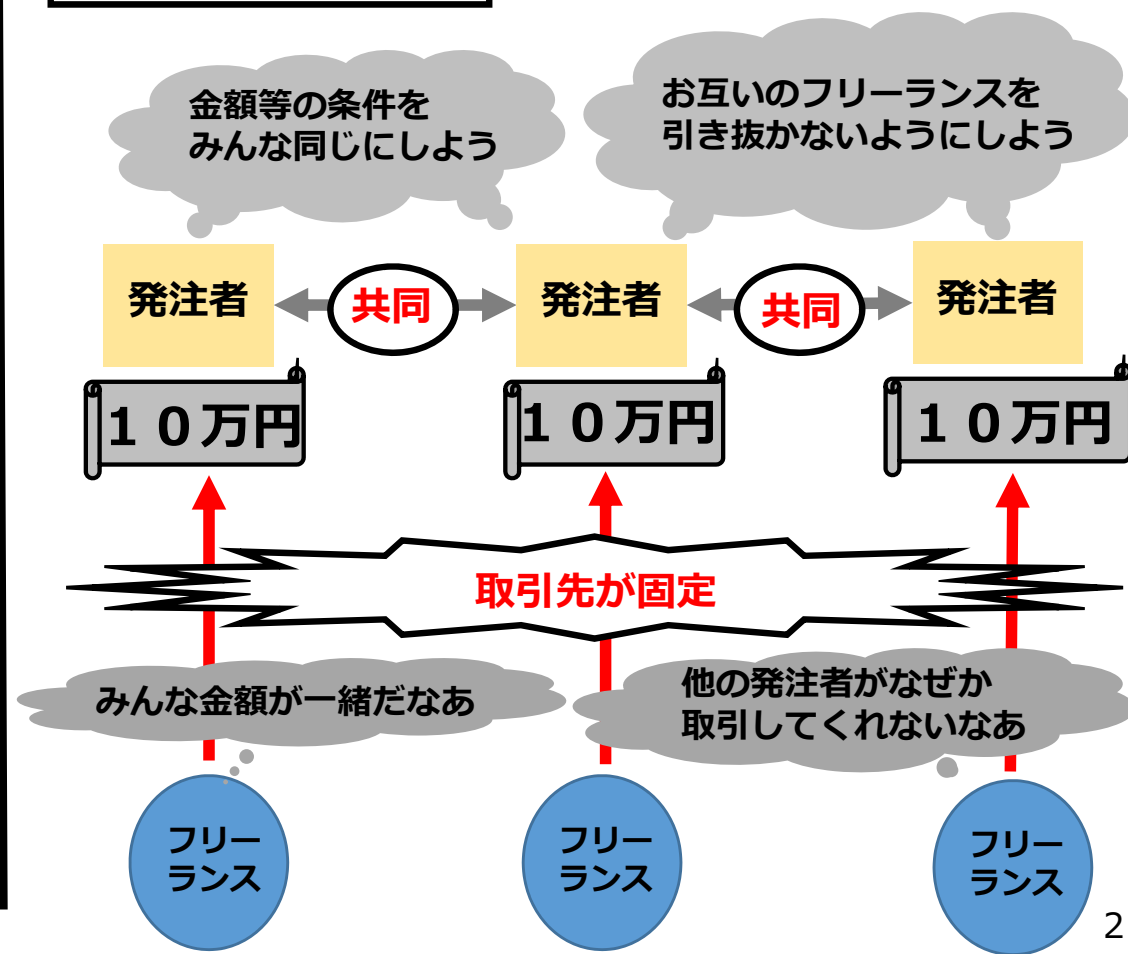 金額等の条件を
みんな同じにしよう
お互いのフリーランスを
引き抜かないようにしよう
発注者
共同
発注者
共同
発注者
１０万円
１０万円
１０万円
取引先が固定
みんな金額が一緒だなあ
他の発注者がなぜか
取引してくれないなあ
フリー
ランス
フリー
ランス
フリー
ランス
2